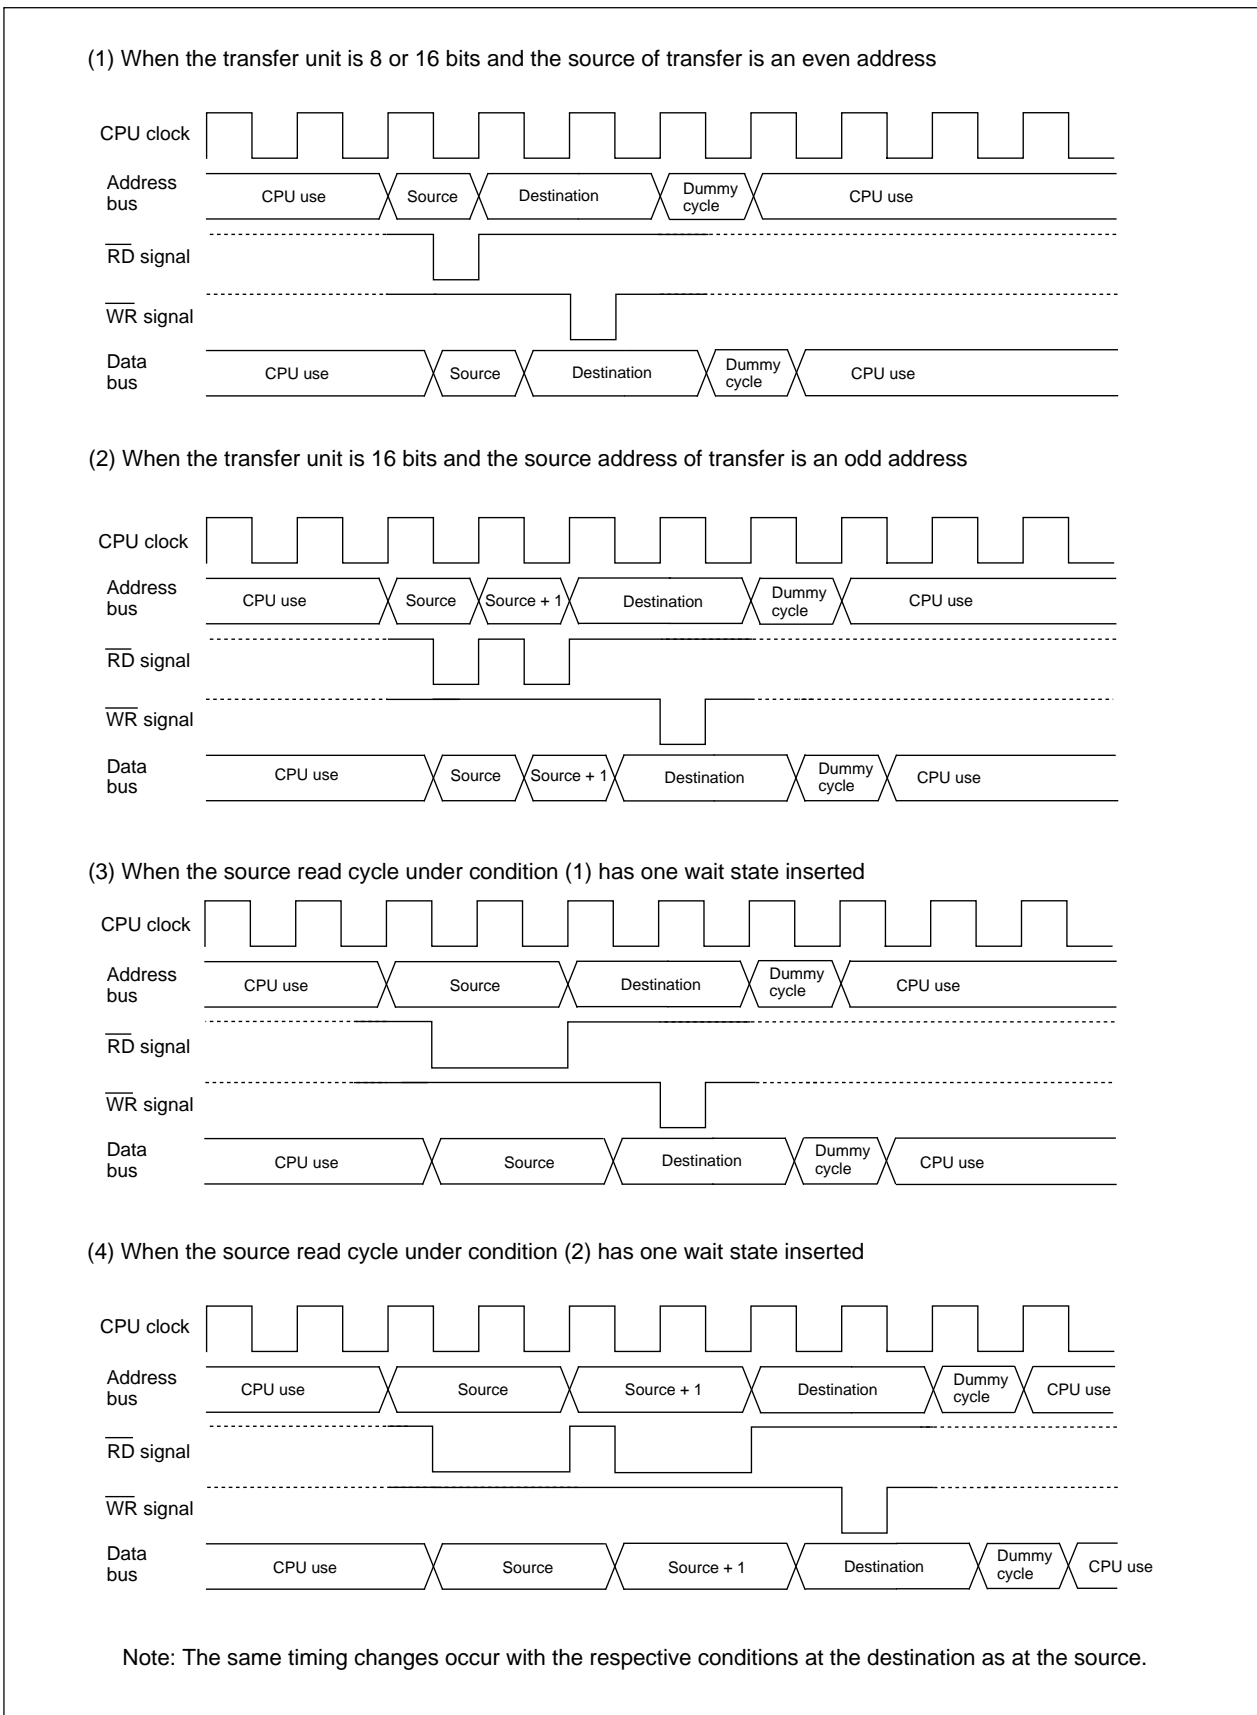 (1) When the transfer unit is 8 or 16 bits and the source of transfer is an even address
CPU clock
Address
bus
CPU use
Source
Destination
Dummy
cycle
CPU use
RD signal
WR signal
Data
bus
CPU use
Source
Destination
Dummy
cycle
CPU use
(2) When the transfer unit is 16 bits and the source address of transfer is an odd address
CPU clock
Address
bus
CPU use
Source
Source + 1
Destination
Dummy
cycle
CPU use
RD signal
WR signal
Data
bus
CPU use
Source
Source + 1
Destination
Dummy
cycle
CPU use
(3) When the source read cycle under condition (1) has one wait state inserted
CPU clock
Address
bus
CPU use
Source
Destination
Dummy
cycle
CPU use
RD signal
WR signal
Data
bus
CPU use
Source
Destination
Dummy
cycle
CPU use
(4) When the source read cycle under condition (2) has one wait state inserted
CPU clock
Address
bus
CPU use
Source
Source + 1
Destination
Dummy
cycle
CPU use
RD signal
WR signal
Data
bus
CPU use
Source
Source + 1
Destination
Dummy
cycle
CPU use
Note: The same timing changes occur with the respective conditions at the destination as at the source.